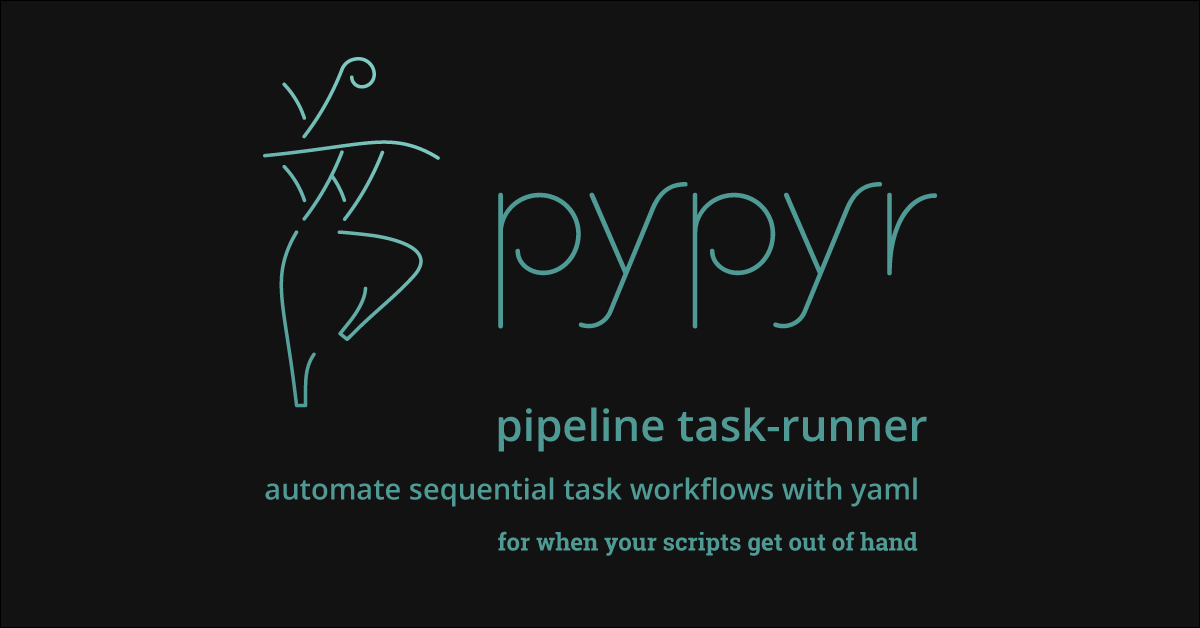 pypyr
pipeline task-runner
automate sequential task workflows with yaml
for when your scripts get out of hand